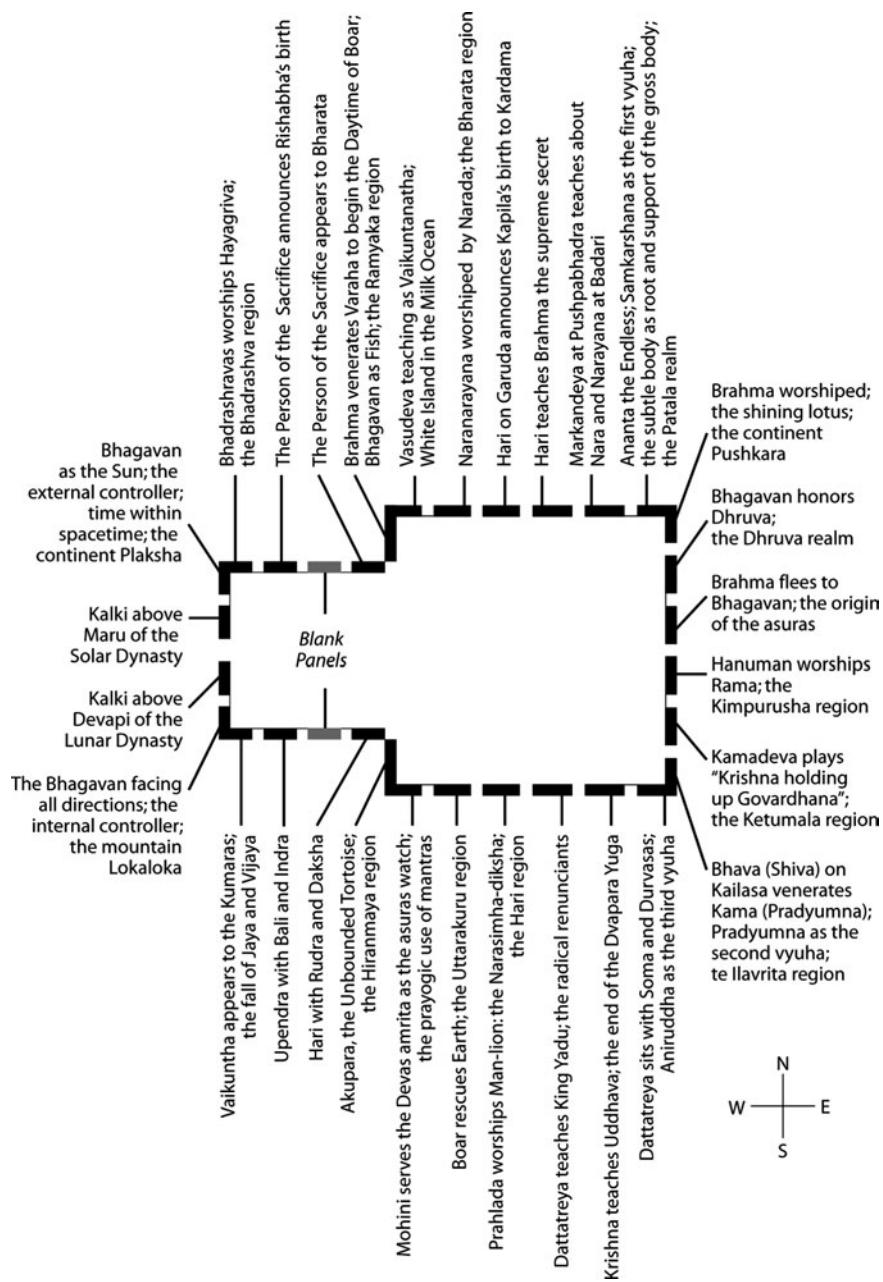 Bhadrashravas worships Hayagriva;
the Bhadrashva region
The Person of the Sacrifice announces Rishabha's birth
The Person of the Sacrifice appears to Bharata
Brahma venerates Varaha to begin the Daytime of Boar;
Bhagavan as Fish; the Ramyaka region
Vasudeva teaching as Vaikuntanatha;
White Island in the Milk Ocean
Naranarayana worshiped by Narada; the Bharata region
Hari on Garuda announces Kapila's birth to Kardama
Hari teaches Brahma the supreme secret
Markandeya at Pushpabhadra teaches about
Nara and Narayana at Badari
Ananta the Endless; Samkarshana as the first vyuha;
the subtle body as root and support of the gross body;
the Patala realm
Brahma worshiped;
the shining lotus;
the continent
Pushkara
Bhagavan honors
Dhruva;
the Dhruva realm
Brahma flees to
Bhagavan; the origin
of the asuras
Hanuman worships
Rama; the
Kimpurusha region
Kamadeva plays
"Krishna holding
up Govardhana";
the Ketumala region
Bhava (Shiva) on
Kailasa venerates
Kama (Pradyumna);
Pradyumna as the
second vyuha;
te Ilavrita region
Bhagavan
as the Sun; the
external controller;
time within
spacetime; the
continent Plaksha
Kalki above
Maru of the
Solar Dynasty
Kalki above
Devapi of the
Lunar Dynasty
The Bhagavan facing
all directions; the
internal controller;
the mountain
Lokaloka
Blank
Panels
Vaikuntha appears to the Kumaras;
the fall of Jaya and Vijaya
Upendra with Bali and Indra
Hari with Rudra and Daksha
Akupara, the Unbounded Tortoise;
the Hiranmaya region
Mohini serves the Devas amrita as the asuras watch;
the prayogic use of mantras
Boar rescues Earth; the Uttarakuru region
Prahlada worships Man-lion: the Narasimha-diksha;
the Hari region
Dattatreya teaches King Yadu; the radical renunciants
Krishna teaches Uddhava; the end of the Dvapara Yuga
Dattatreya sits with Soma and Durvasas;
Aniruddha as the third vyuha
N
W
E
S